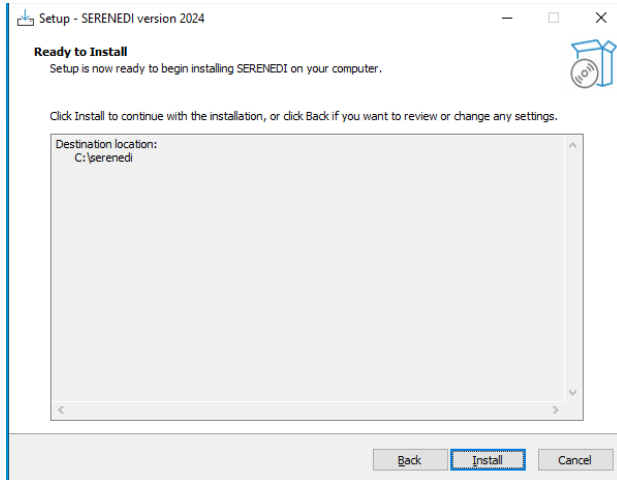 Setup - SERENEDI version 2024
Ready to Install
Setup is now ready to begin installing SERENEDI on your computer.
Click Install to continue with the installation, or click Back if you want to review or change any settings.
Destination location:
C:\serenedi
Back
Install
Cancel